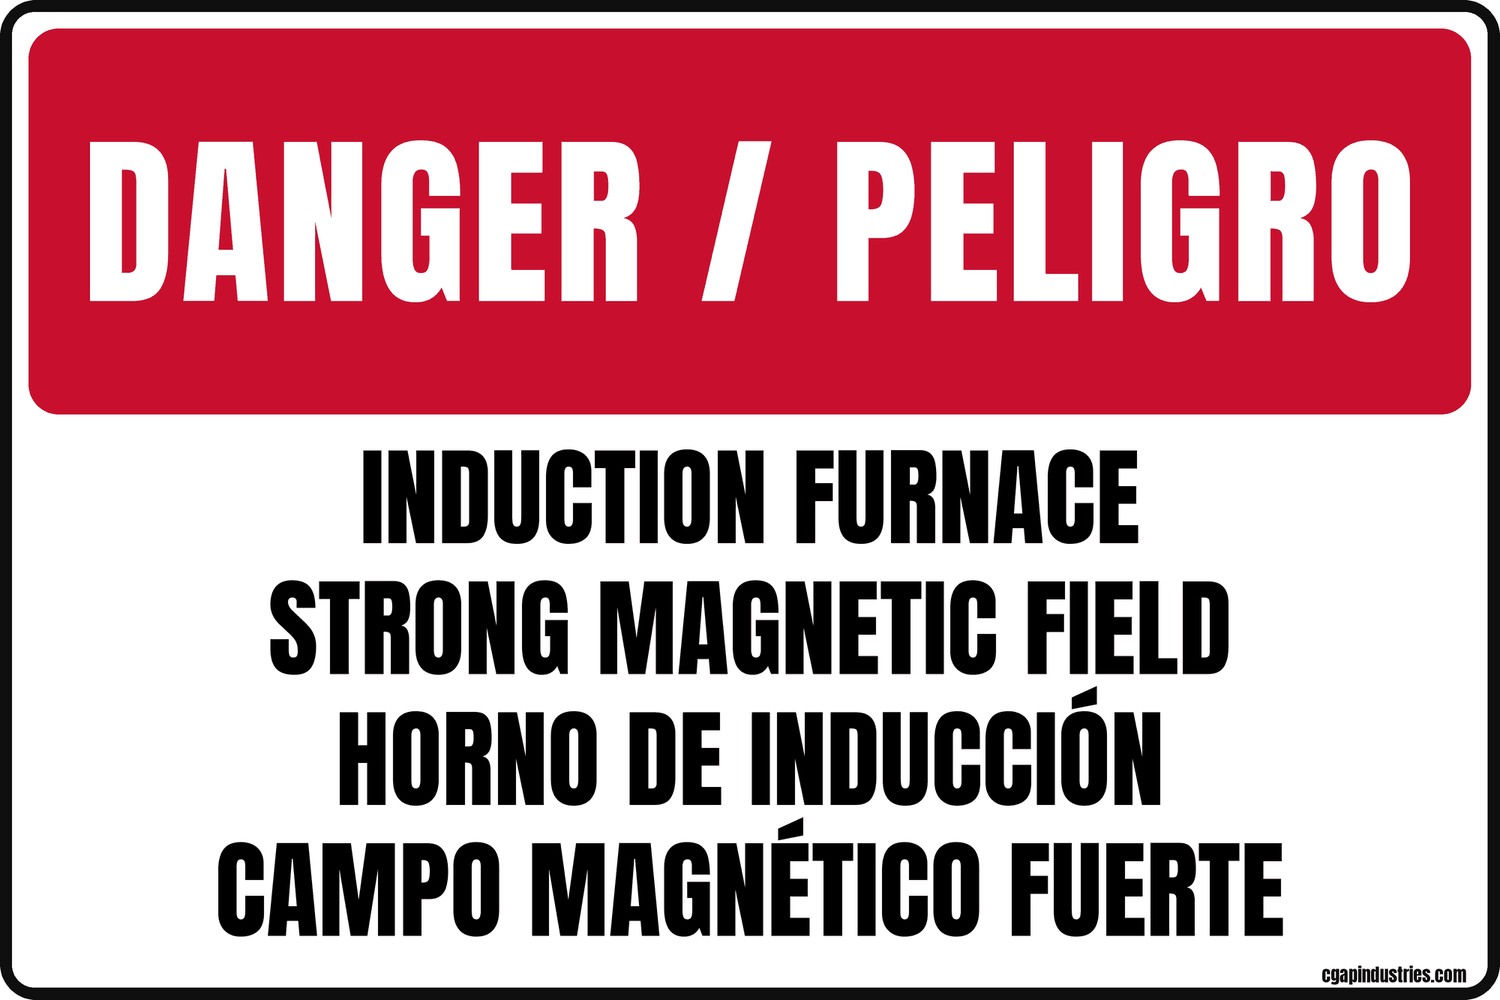 DANGER / PELIGRO
INDUCTION FURNACE
STRONG MAGNETIC FIELD
HORNO DE INDUCCIÓN
CAMPO MAGNÉTICO FUERTE
cgapindustries.com